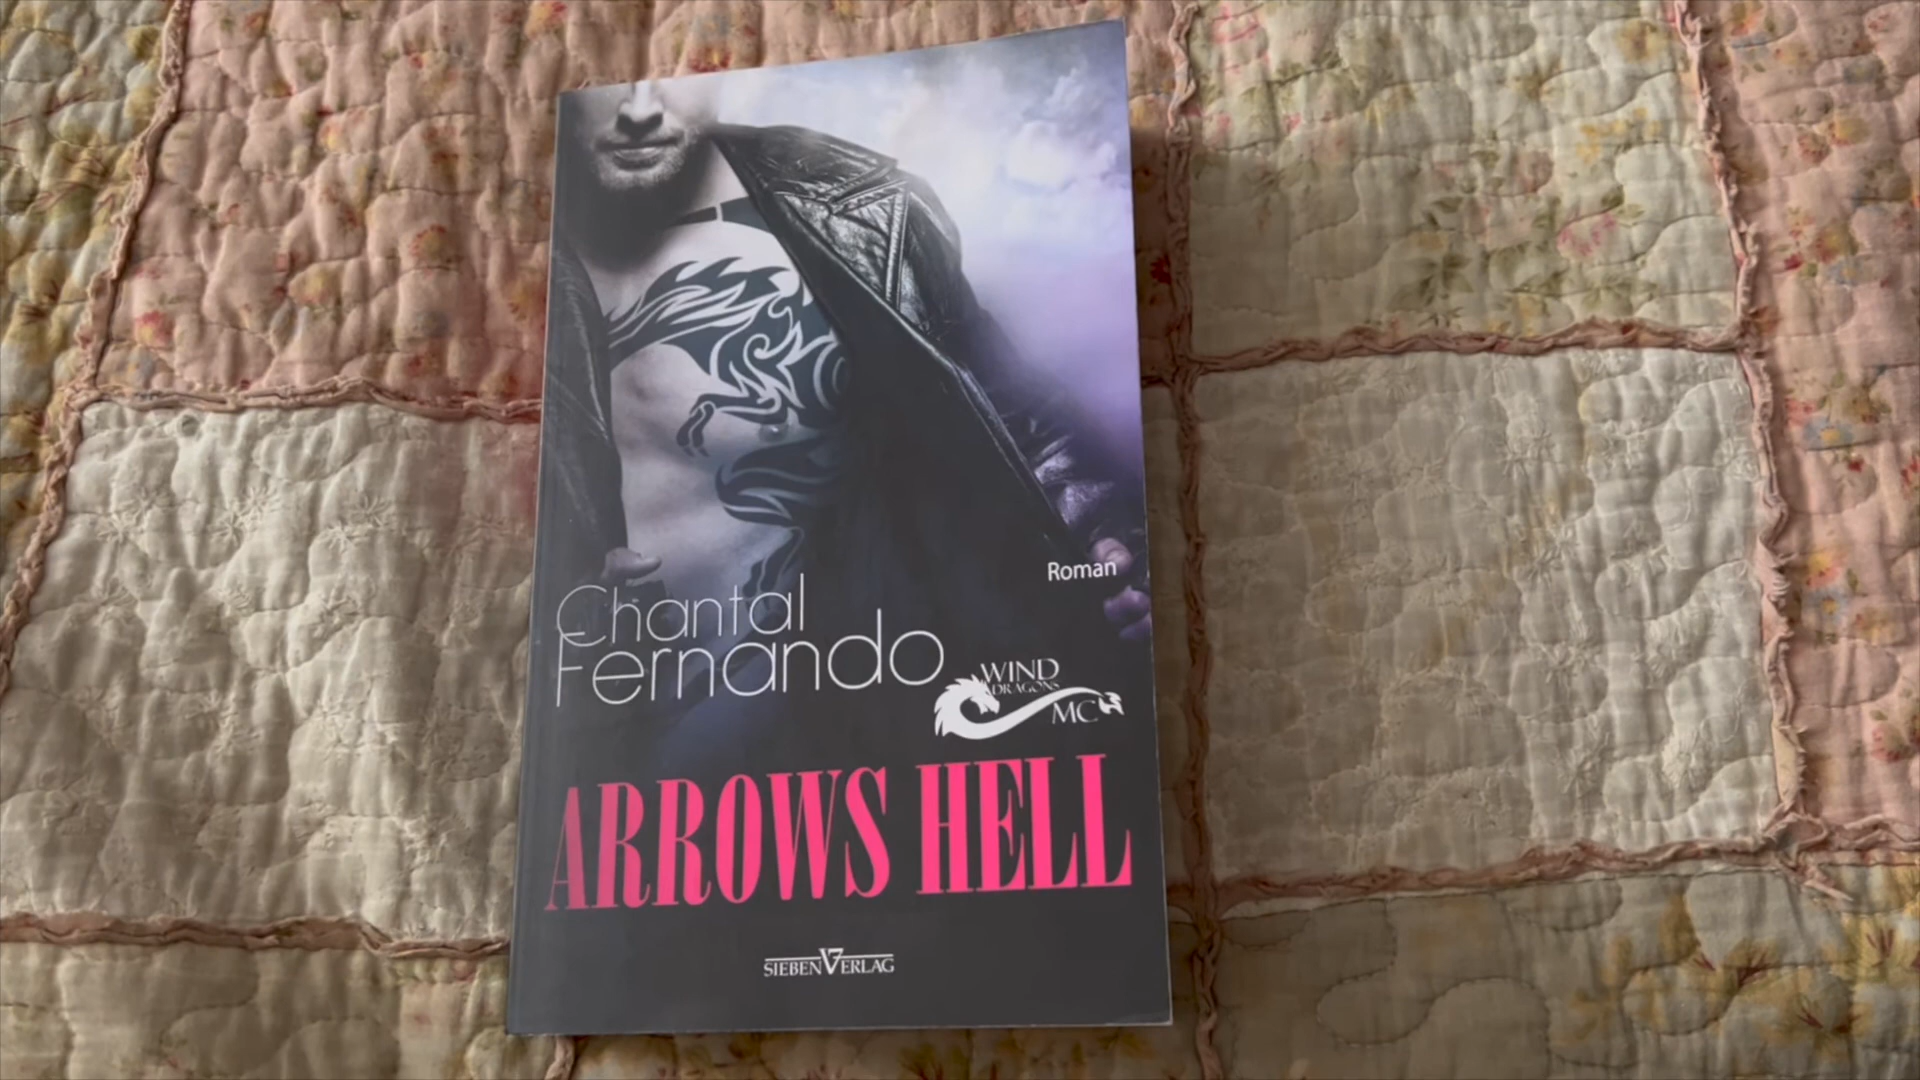 Roman
Chantal
Fernando
WIND
DRAGONS
MC
ARROWS HELL
SIEBEN VERLAG